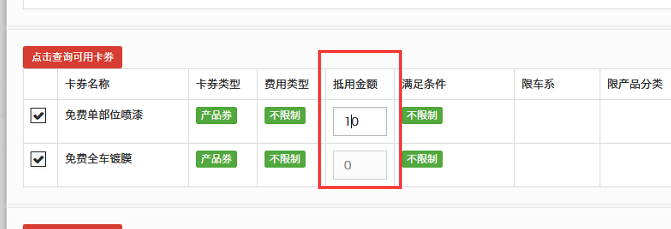 点击查询可用卡券
卡券名称 卡券类型 费用类型 抵用金额 满足条件 限车系 限产品分类
免费单部位喷漆 产品券 不限制 10 不限制
免费全车镀膜 产品券 不限制 0 不限制